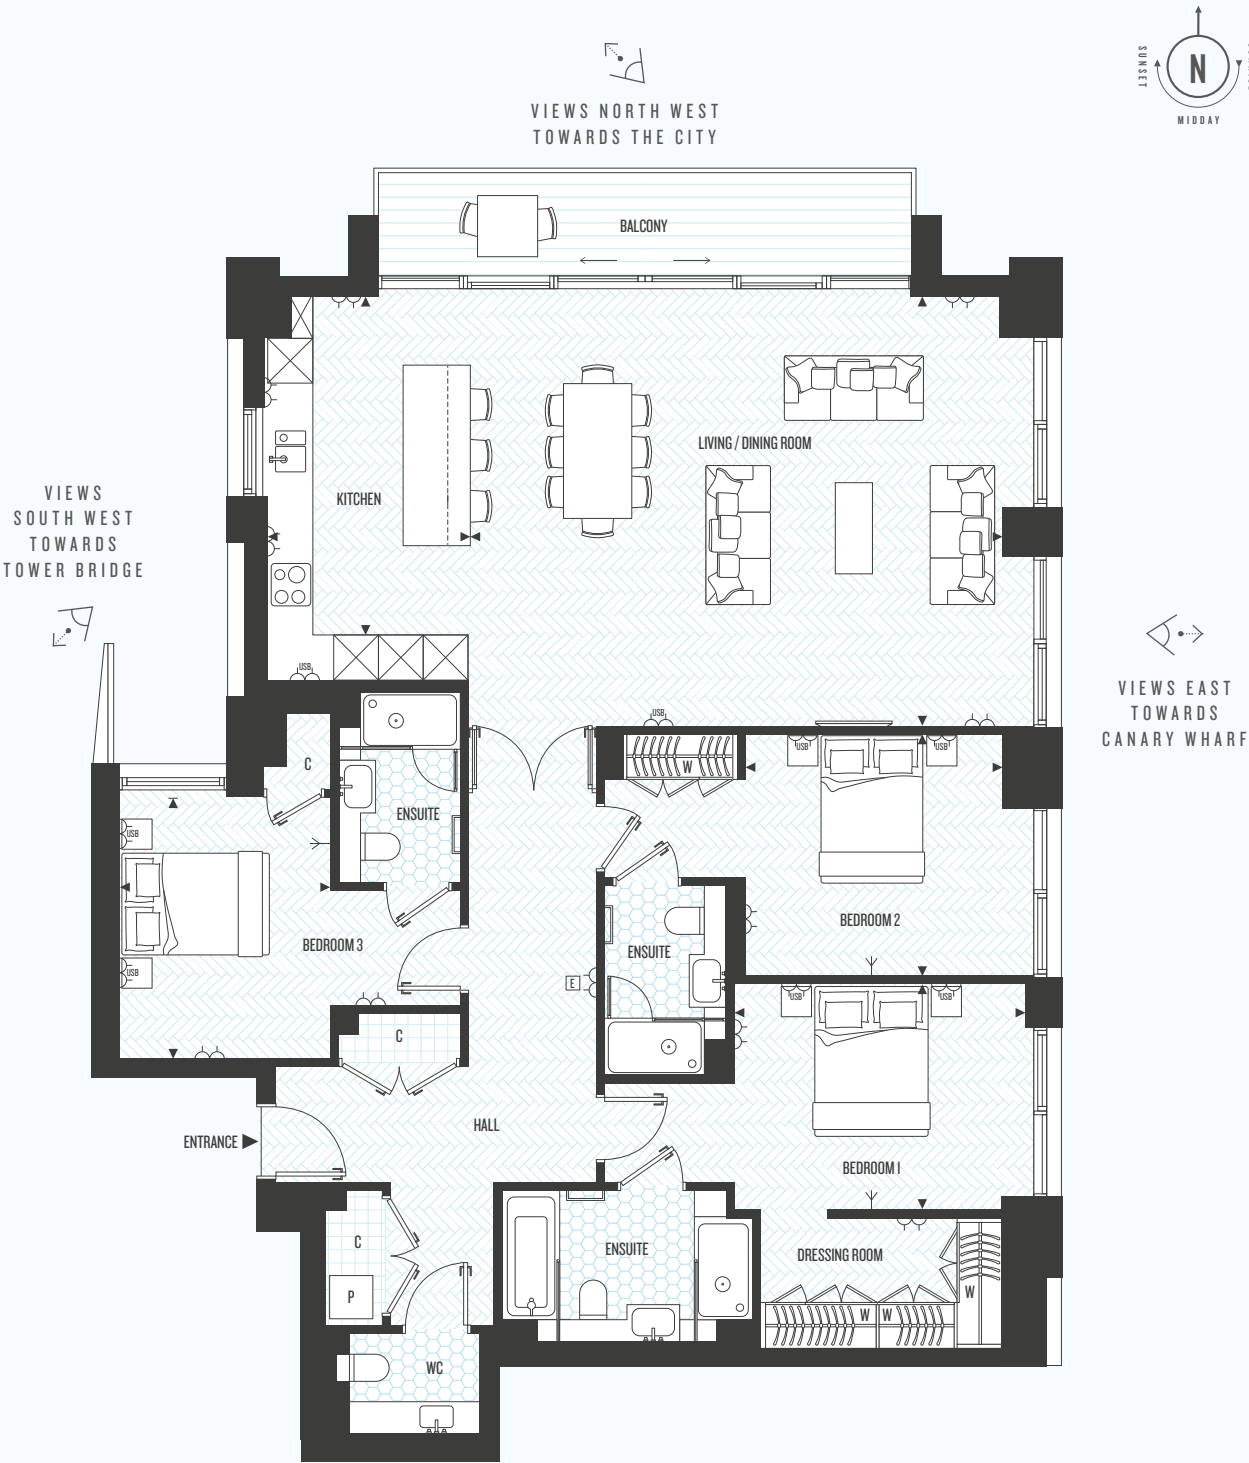 N
SUNSET
MIDDAY
VIEWS NORTH WEST
TOWARDS THE CITY
BALCONY
LIVING / DINING ROOM
KITCHEN
VIEWS
SOUTH WEST
TOWARDS
TOWER BRIDGE
VIEWS EAST
TOWARDS
CANARY WHARF
USB
USB
C
W
USB
USB
ENSUITE
USB
BEDROOM 2
BEDROOM 3
ENSUITE
USB
E
USB
USB
C
HALL
ENTRANCE
BEDROOM 1
C
ENSUITE
DRESSING ROOM
P
W
W
W
WC